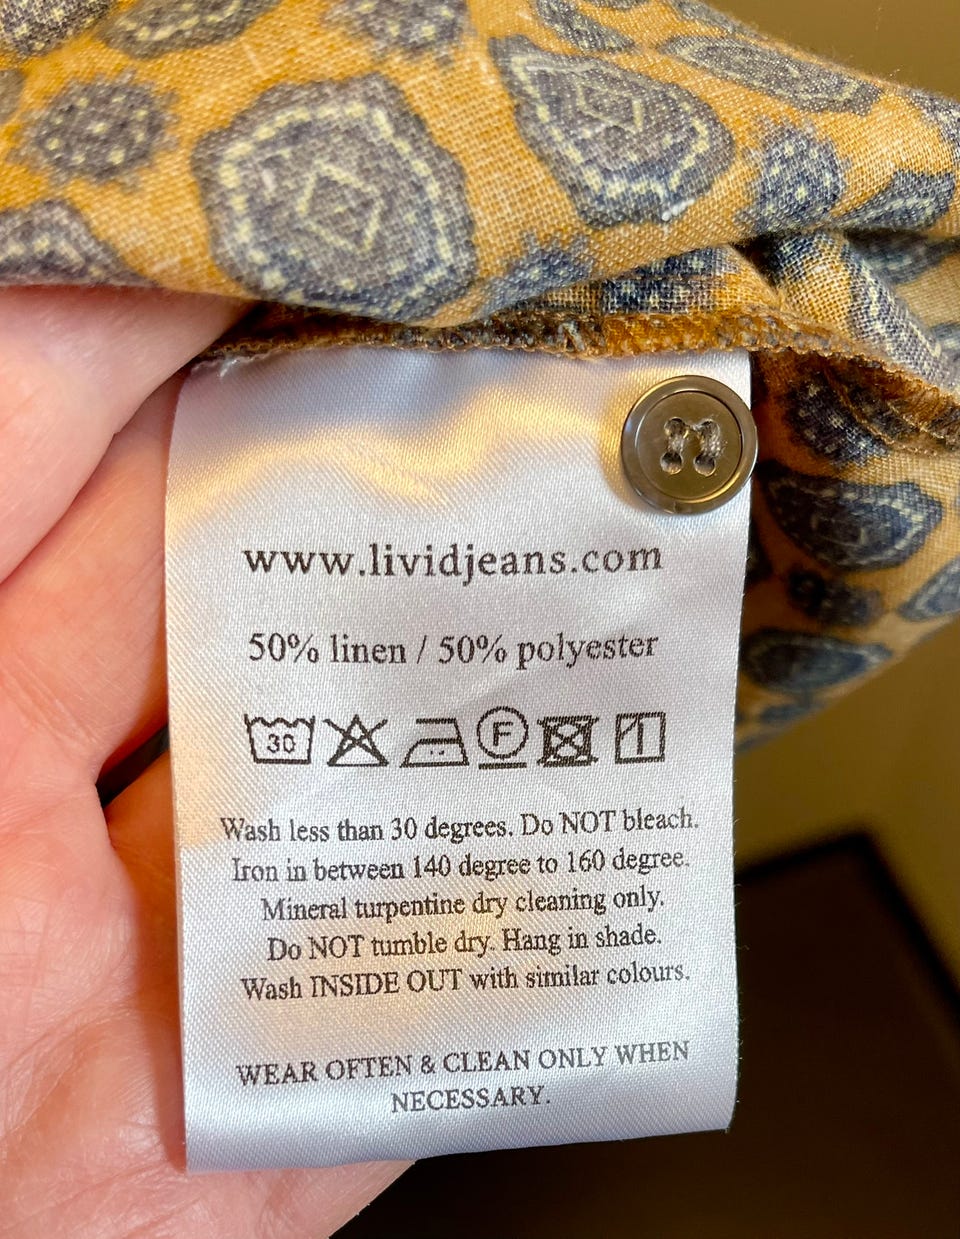 www.lividjeans.com
50% linen / 50% polyester
30 F
Wash less than 30 degrees. Do NOT bleach.
Iron in between 140 degree to 160 degree.
Mineral turpentine dry cleaning only.
Do NOT tumble dry. Hang in shade.
Wash INSIDE OUT with similar colours.
WEAR OFTEN & CLEAN ONLY WHEN
NECESSARY.